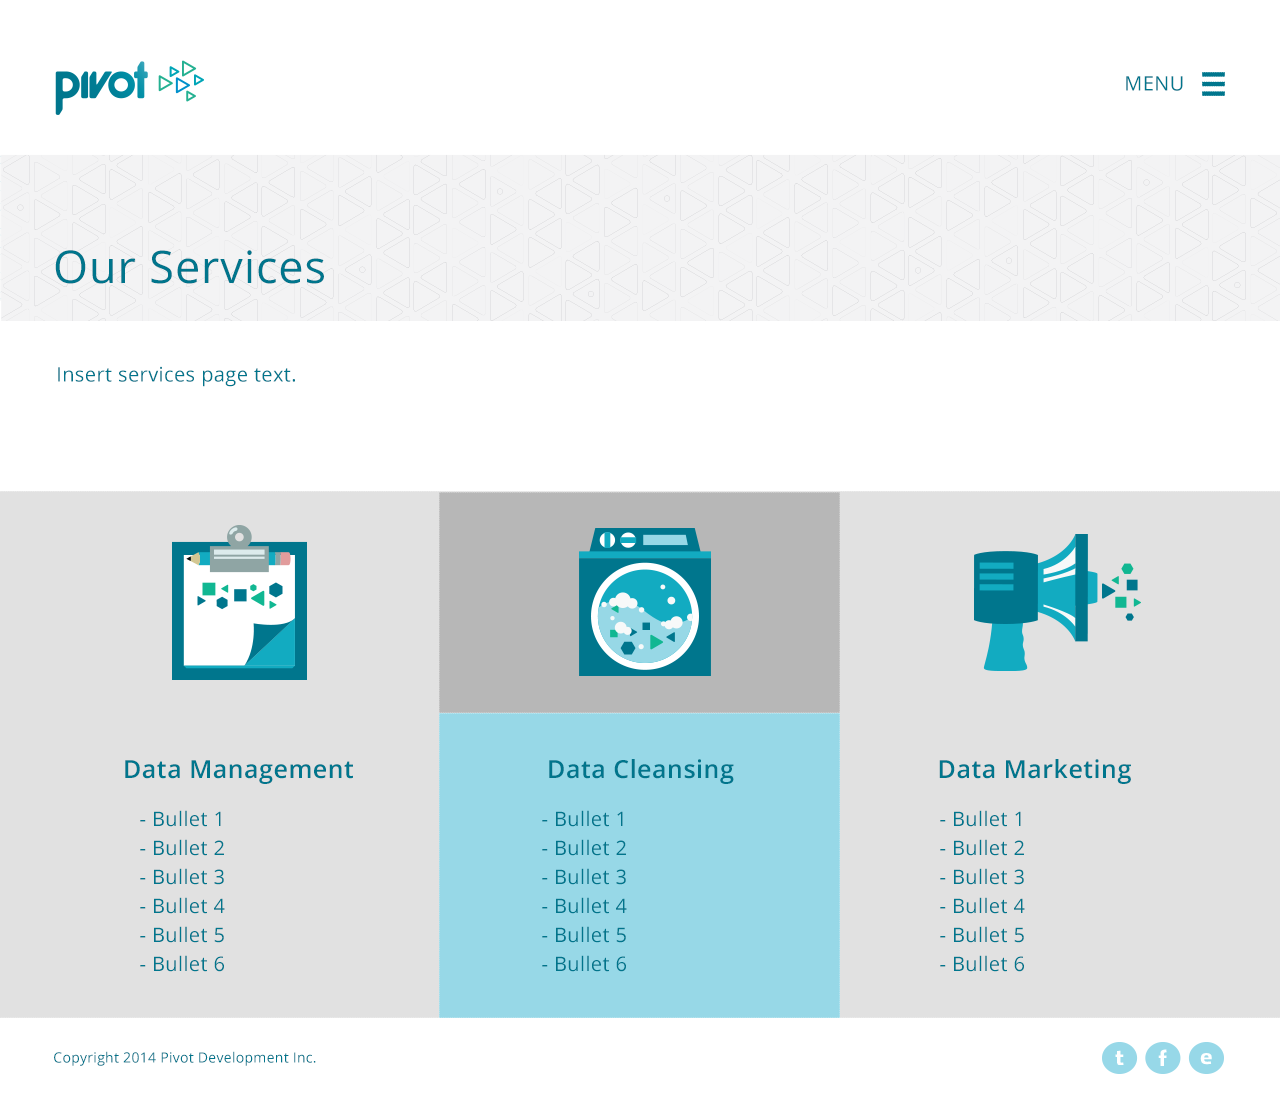 pivot
MENU
Our Services
Insert services page text.
Data Management
- Bullet 1
- Bullet 2
- Bullet 3
- Bullet 4
- Bullet 5
- Bullet 6
Data Cleansing
- Bullet 1
- Bullet 2
- Bullet 3
- Bullet 4
- Bullet 5
- Bullet 6
Data Marketing
- Bullet 1
- Bullet 2
- Bullet 3
- Bullet 4
- Bullet 5
- Bullet 6
Copyright 2014 Pivot Development Inc.
t f e